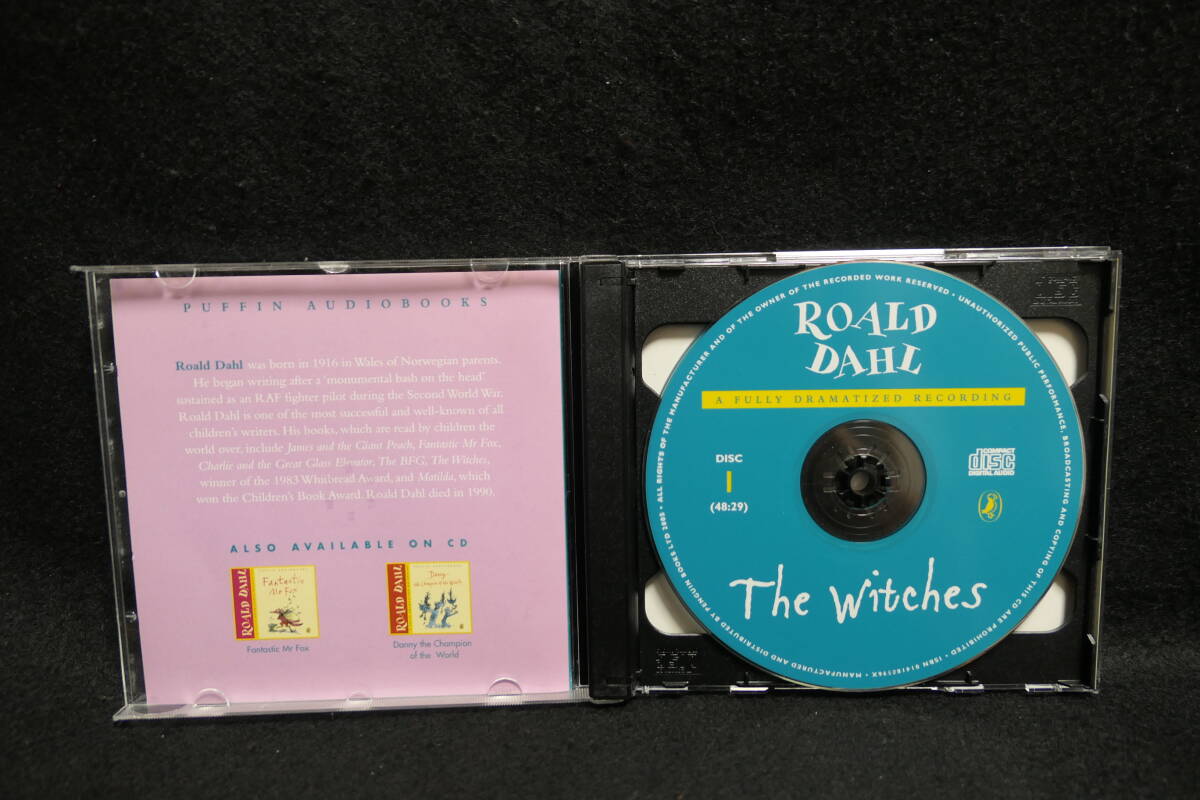 PUFFIN AUDIOBOOKS
Roald Dahl was born in 1916 in Wales of Norwegian parents.
He began writing after a 'monumental bash on the head'
sustained as an RAF fighter pilot during the Second World War.
Roald Dahl is one of the most successful and well-known of all
children's writers. His books, which are read by children the
world over, include James and the Giant Peach, Fantastic Mr Fox,
Charlie and the Great Glass Elevator, The BFG, The Witches,
winner of the 1983 Whitbread Award, and Matilda, which
won the Children's Book Award. Roald Dahl died in 1990.
ALSO AVAILABLE ON CD
ROALD DAHL
Fantastic
Mr Fox
Fantastic Mr Fox
ROALD DAHL
Danny
the Champion of the World
Danny the Champion
of the World
ROALD
DAHL
A FULLY DRAMATIZED RECORDING
DISC
1
(48:29)
COMPACT
disc
DIGITAL AUDIO
The Witches
· ALL RIGHTS OF THE MANUFACTURER AND OF THE OWNER OF THE RECORDED WORK RESERVED · UNAUTHORIZED PUBLIC PERFORMANCE, BROADCASTING AND COPYING OF THIS CD ARE PROHIBITED · ISBN 014180196X · MANUFACTURED AND DISTRIBUTED BY PENGUIN BOOKS LTD